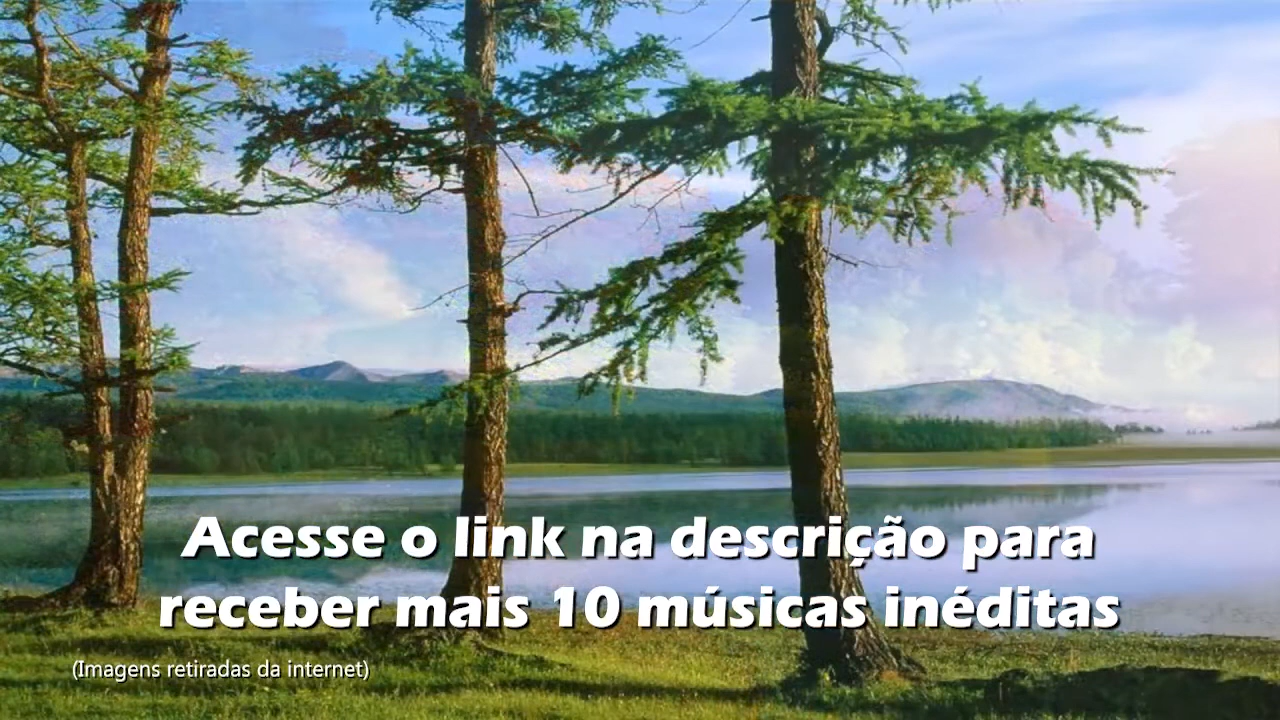 Acesse o link na descrição para
receber mais 10 músicas inéditas
(Imagens retiradas da internet)